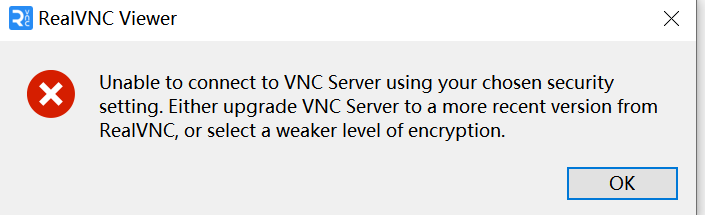 RealVNC Viewer
Unable to connect to VNC Server using your chosen security
setting. Either upgrade VNC Server to a more recent version from
RealVNC, or select a weaker level of encryption.
OK